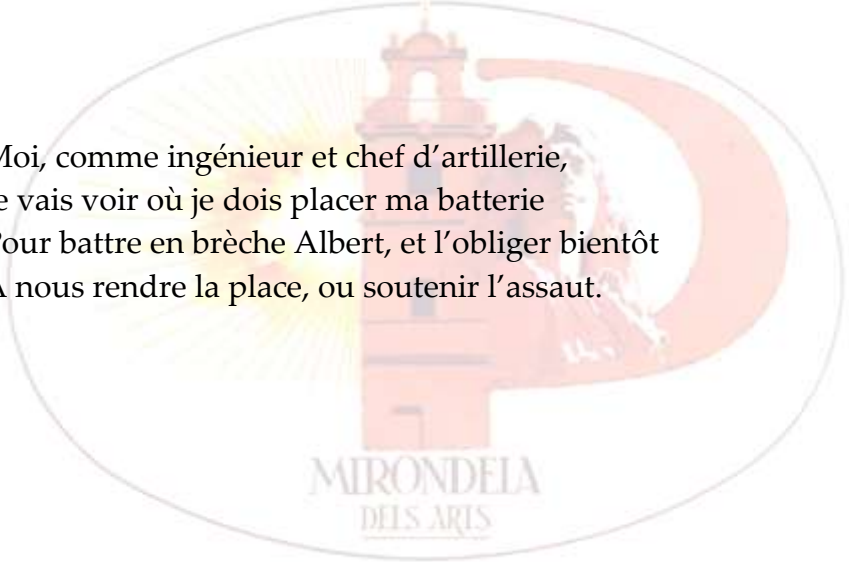 Moi, comme ingénieur et chef d’artillerie,
e vais voir où je dois placer ma batterie
Pour battre en brèche Albert, et l’obliger bientôt
À nous rendre la place, ou soutenir l’assaut.
MIRONDELA
DELS ARTS